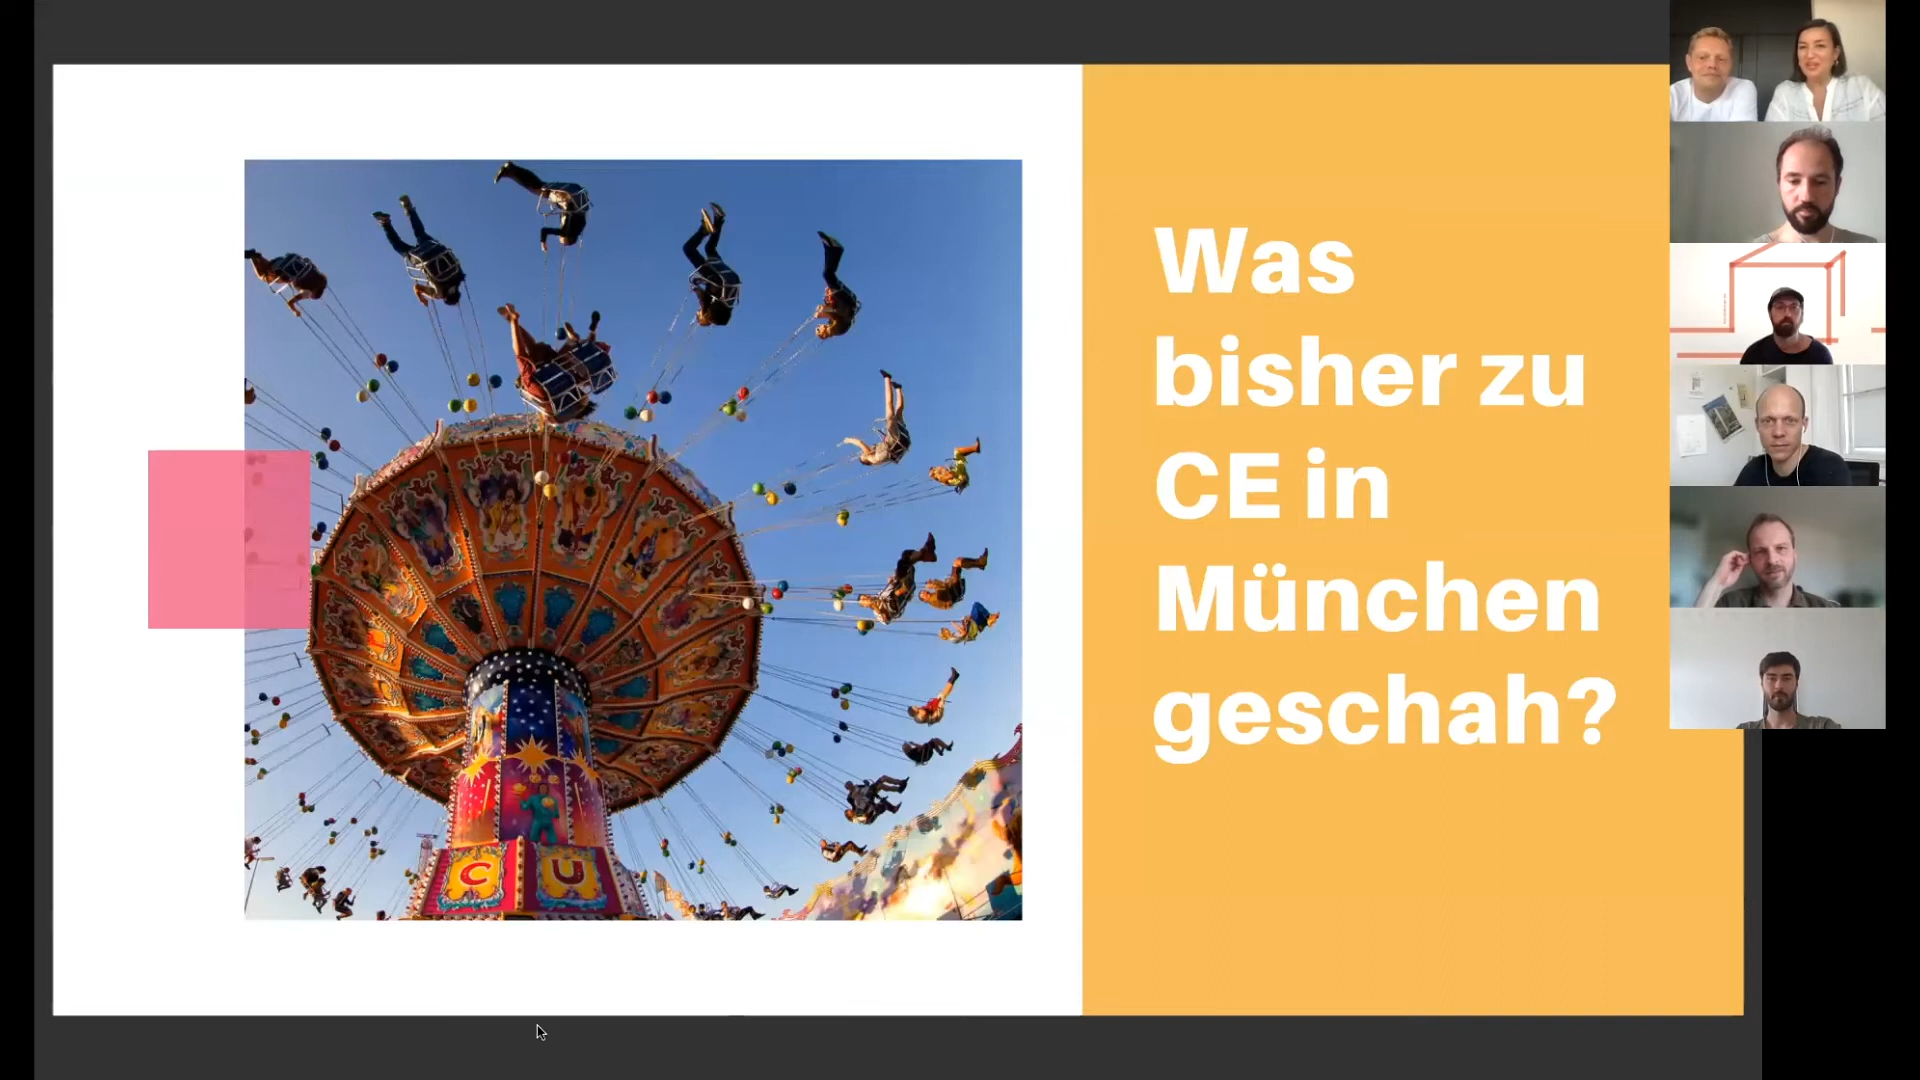 Was
bisher zu
CE in
München
geschah?
C U